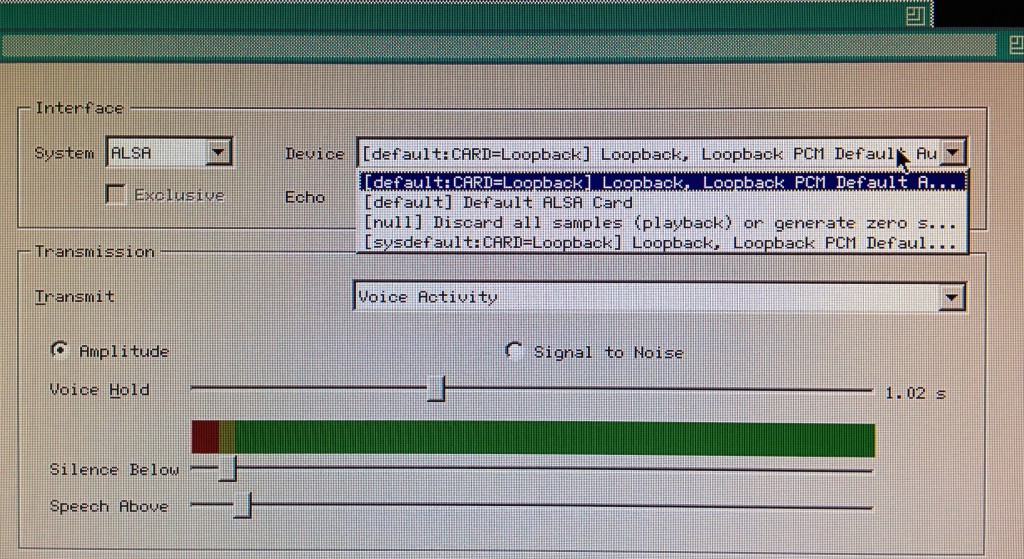 Interface
System ALSA Device [default:CARD=Loopback] Loopback, Loopback PCM Default Au
[default:CARD=Loopback] Loopback, Loopback PCM Default A...
Exclusive Echo [default] Default ALSA Card
[null] Discard all samples (playback) or generate zero s...
[sysdefault:CARD=Loopback] Loopback, Loopback PCM Defaul...
Transmission
Transmit Voice Activity
Amplitude Signal to Noise
Voice Hold 1.02 s
Silence Below
Speech Above